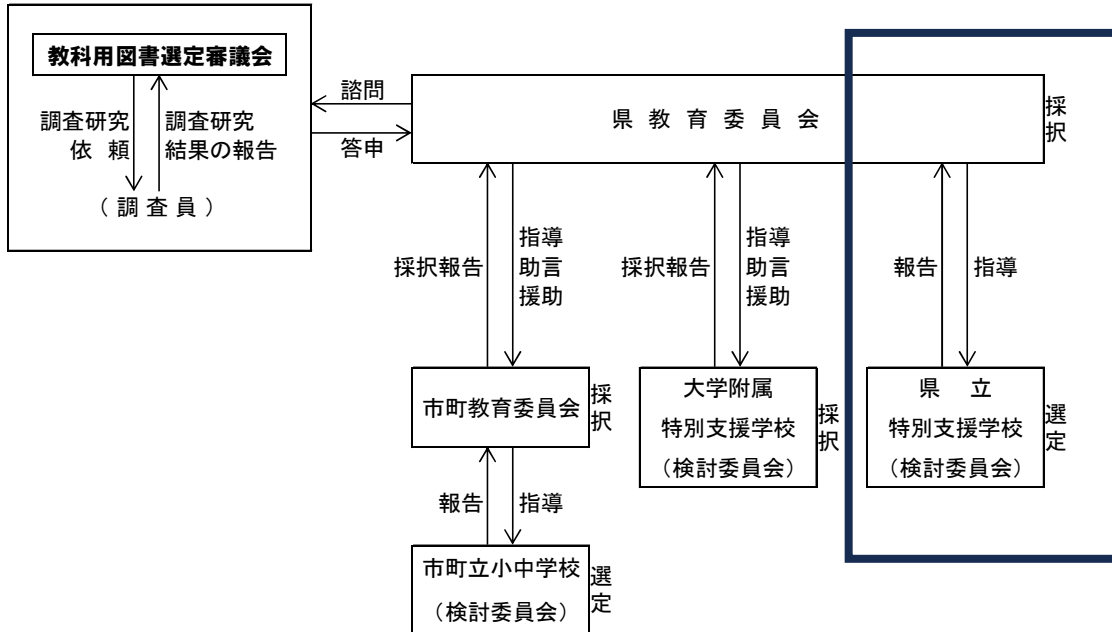 教科用図書選定審議会
調査研究
依　頼
調査研究
結果の報告
（調査員）
諮問
答申
県教育委員会
採択
採択報告
指導
助言
援助
採択報告
指導
助言
援助
報告
指導
市町教育委員会
採択
大学附属
特別支援学校
（検討委員会）
採択
県　立
特別支援学校
（検討委員会）
選定
報告
指導
市町立小中学校
（検討委員会）
選定